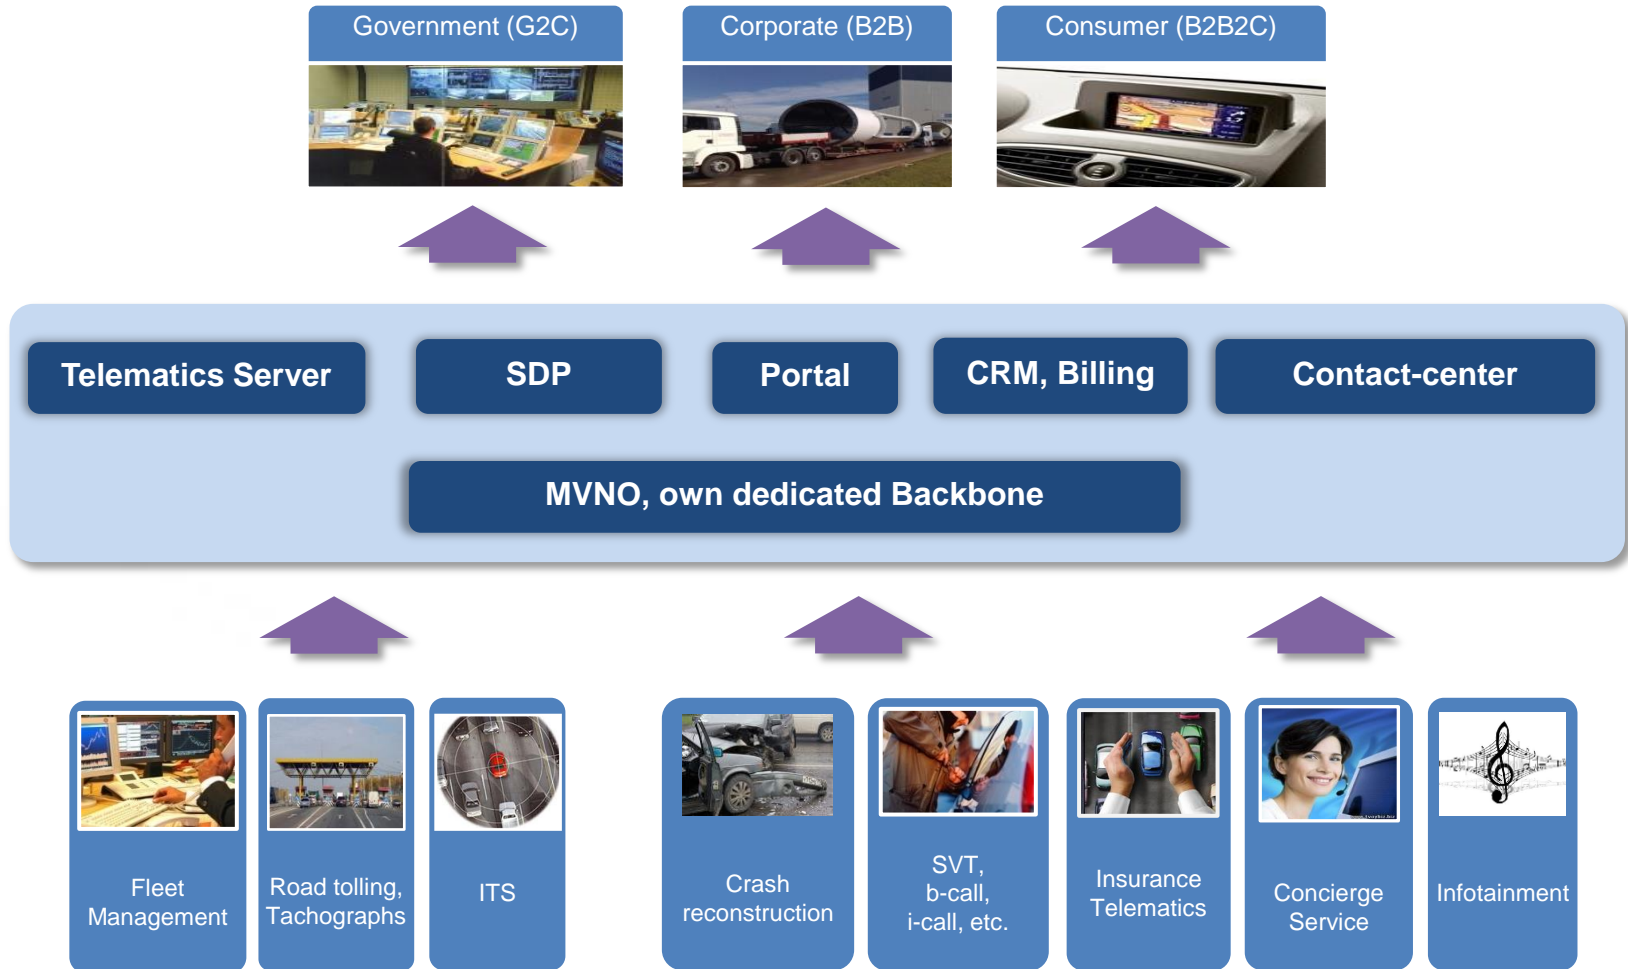 Government (G2C)
Corporate (B2B)
Consumer (B2B2C)
Telematics Server
SDP
Portal
CRM, Billing
Contact-center
MVNO, own dedicated Backbone
Fleet
Management
Road tolling,
Tachographs
ITS
Crash
reconstruction
SVT,
b-call,
i-call, etc.
Insurance
Telematics
Concierge
Service
Infotainment